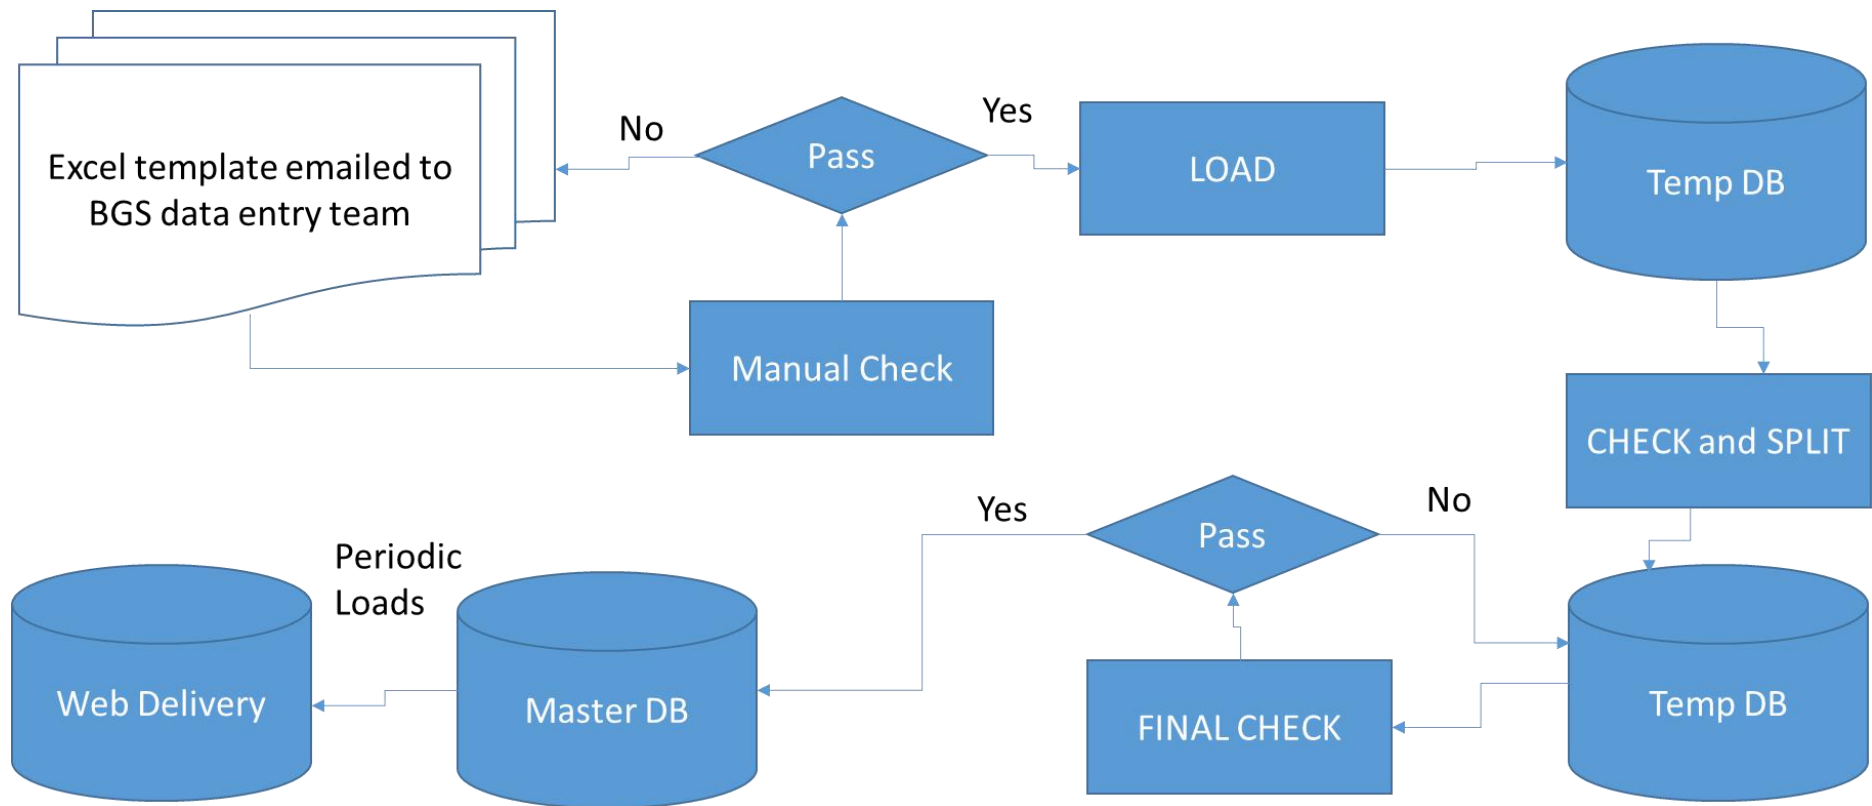 Excel template emailed to
BGS data entry team
No
Pass
Yes
LOAD
Temp DB
Manual Check
CHECK and SPLIT
Yes
Pass
No
Periodic
Loads
Web Delivery
Master DB
FINAL CHECK
Temp DB